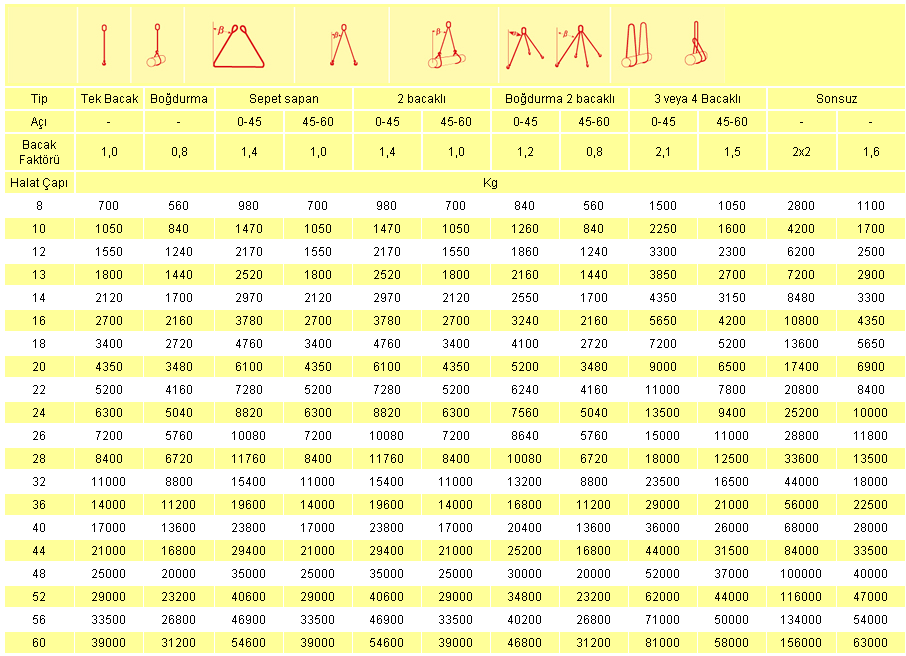 β β β β β
Tip Tek Bacak Boğdurma Sepet sapan 2 bacaklı Boğdurma 2 bacaklı 3 veya 4 Bacaklı Sonsuz
Açı - - 0-45 45-60 0-45 45-60 0-45 45-60 0-45 45-60 - -
Bacak
Faktörü 1,0 0,8 1,4 1,0 1,4 1,0 1,2 0,8 2,1 1,5 2x2 1,6
Halat Çapı Kg
8 700 560 980 700 980 700 840 560 1500 1050 2800 1100
10 1050 840 1470 1050 1470 1050 1260 840 2250 1600 4200 1700
12 1550 1240 2170 1550 2170 1550 1860 1240 3300 2300 6200 2500
13 1800 1440 2520 1800 2520 1800 2160 1440 3850 2700 7200 2900
14 2120 1700 2970 2120 2970 2120 2550 1700 4350 3150 8480 3300
16 2700 2160 3780 2700 3780 2700 3240 2160 5650 4200 10800 4350
18 3400 2720 4760 3400 4760 3400 4100 2720 7200 5200 13600 5650
20 4350 3480 6100 4350 6100 4350 5200 3480 9000 6500 17400 6900
22 5200 4160 7280 5200 7280 5200 6240 4160 11000 7800 20800 8400
24 6300 5040 8820 6300 8820 6300 7560 5040 13500 9400 25200 10000
26 7200 5760 10080 7200 10080 7200 8640 5760 15000 11000 28800 11800
28 8400 6720 11760 8400 11760 8400 10080 6720 18000 12500 33600 13500
32 11000 8800 15400 11000 15400 11000 13200 8800 23500 16500 44000 18000
36 14000 11200 19600 14000 19600 14000 16800 11200 29000 21000 56000 22500
40 17000 13600 23800 17000 23800 17000 20400 13600 36000 26000 68000 28000
44 21000 16800 29400 21000 29400 21000 25200 16800 44000 31500 84000 33500
48 25000 20000 35000 25000 35000 25000 30000 20000 52000 37000 100000 40000
52 29000 23200 40600 29000 40600 29000 34800 23200 62000 44000 116000 47000
56 33500 26800 46900 33500 46900 33500 40200 26800 71000 50000 134000 54000
60 39000 31200 54600 39000 54600 39000 46800 31200 81000 58000 156000 63000